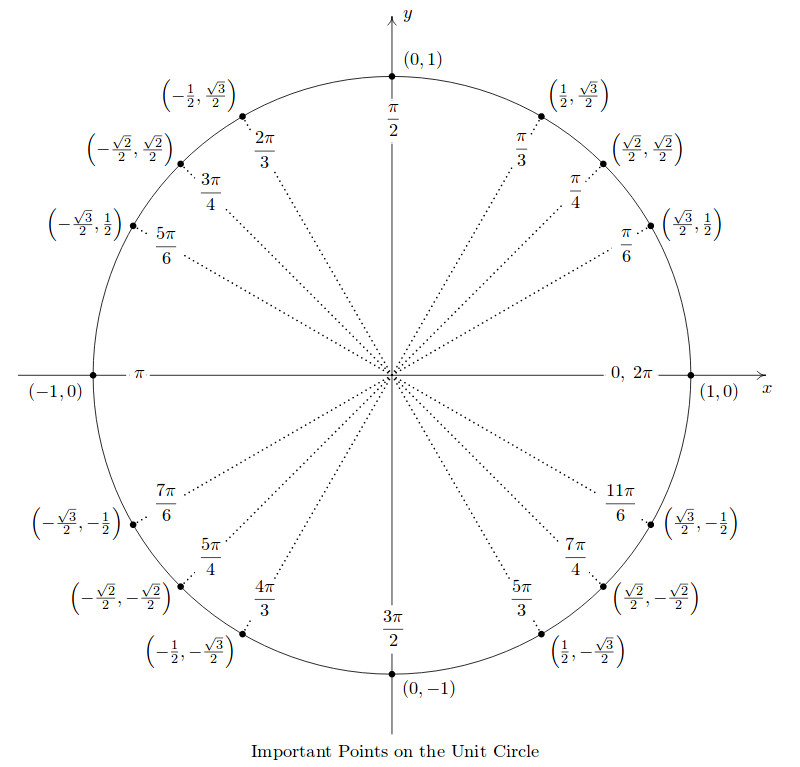 y
(0, 1)
(−1/2, √3/2)
(1/2, √3/2)
π/2
2π/3
π/3
(−√2/2, √2/2)
(√2/2, √2/2)
3π/4
π/4
(−√3/2, 1/2)
(√3/2, 1/2)
5π/6
π/6
π
0, 2π
(−1, 0)
(1, 0)
x
7π/6
11π/6
(−√3/2, −1/2)
(√3/2, −1/2)
5π/4
7π/4
(−√2/2, −√2/2)
(√2/2, −√2/2)
4π/3
5π/3
3π/2
(−1/2, −√3/2)
(1/2, −√3/2)
(0, −1)
Important Points on the Unit Circle